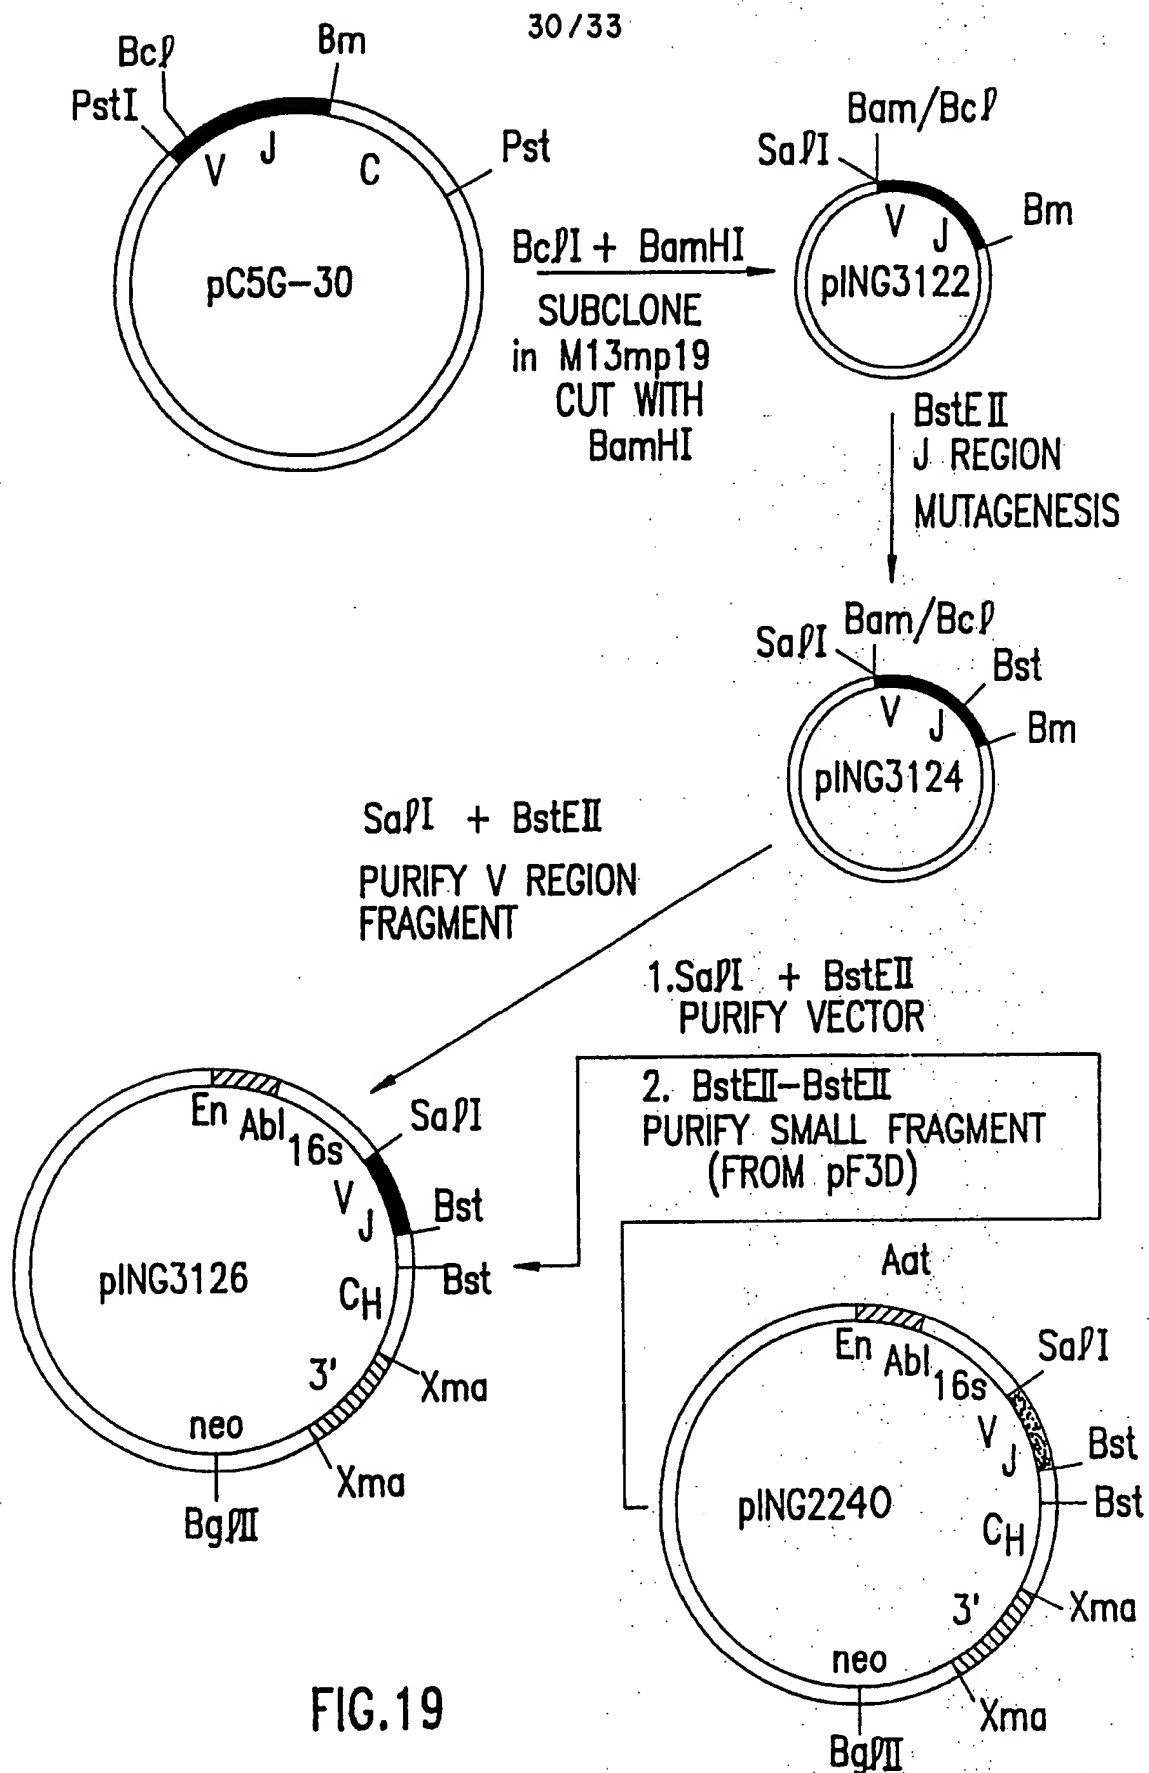 30/33
Bcl
Bm
PstI
V
J
C
Pst
pC5G-30
BclI + BamHI
SUBCLONE
in M13mp19
CUT WITH
BamHI
Bam/Bcl
SalI
Bm
V
J
pING3122
BstEII
J REGION
MUTAGENESIS
Bam/Bcl
SalI
Bst
V
J
Bm
pING3124
SalI + BstEII
PURIFY V REGION
FRAGMENT
1.SalI + BstEII
PURIFY VECTOR
2. BstEII-BstEII
PURIFY SMALL FRAGMENT
(FROM pF3D)
En
Abl
16s
SalI
V
J
Bst
Bst
pING3126
CH
3'
Xma
neo
Xma
BglII
Aat
En
Abl
16s
SalI
V
J
Bst
Bst
pING2240
CH
3'
Xma
neo
Xma
BglII
FIG.19